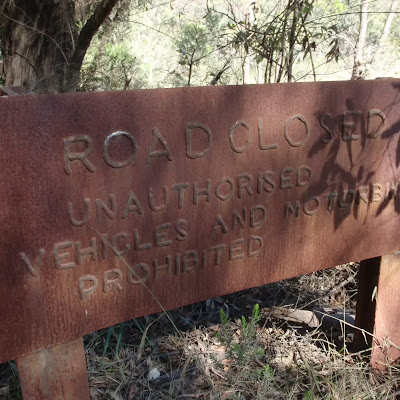 ROAD CLOSED
UNAUTHORISED
VEHICLES AND MOTORBI
PROHIBITED